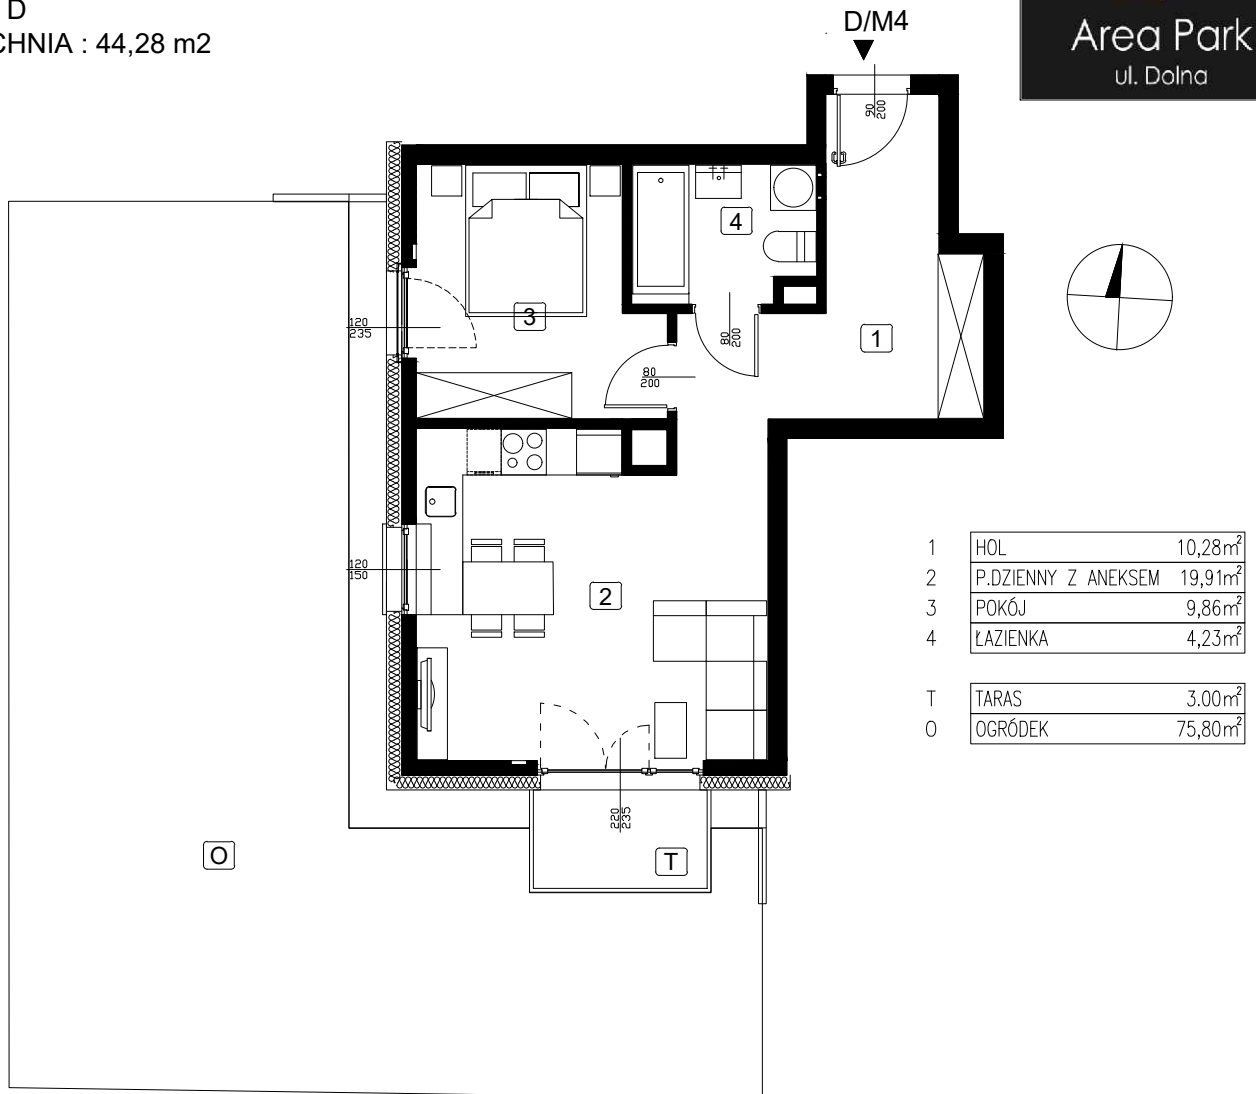 D
CHNIA : 44,28 m2
D/M4
Area Park
ul. Dolna
90
200
4
120
235
3
80
200
1
80
200
120
150
2
1 HOL 10,28m²
2 P.DZIENNY Z ANEKSEM 19,91m²
3 POKÓJ 9,86m²
4 ŁAZIENKA 4,23m²
T TARAS 3.00m²
O OGRÓDEK 75,80m²
220
235
O
T